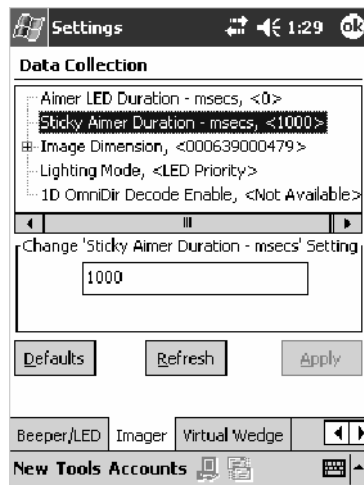 Settings 1:29 ok
Data Collection
Aimer LED Duration - msecs, <0>
Sticky Aimer Duration - msecs, <1000>
Image Dimension, <000639000479>
Lighting Mode, <LED Priority>
1D OmniDir Decode Enable, <Not Available>
Change 'Sticky Aimer Duration - msecs' Setting
1000
Defaults Refresh Apply
Beeper/LED Imager Virtual Wedge
New Tools Accounts